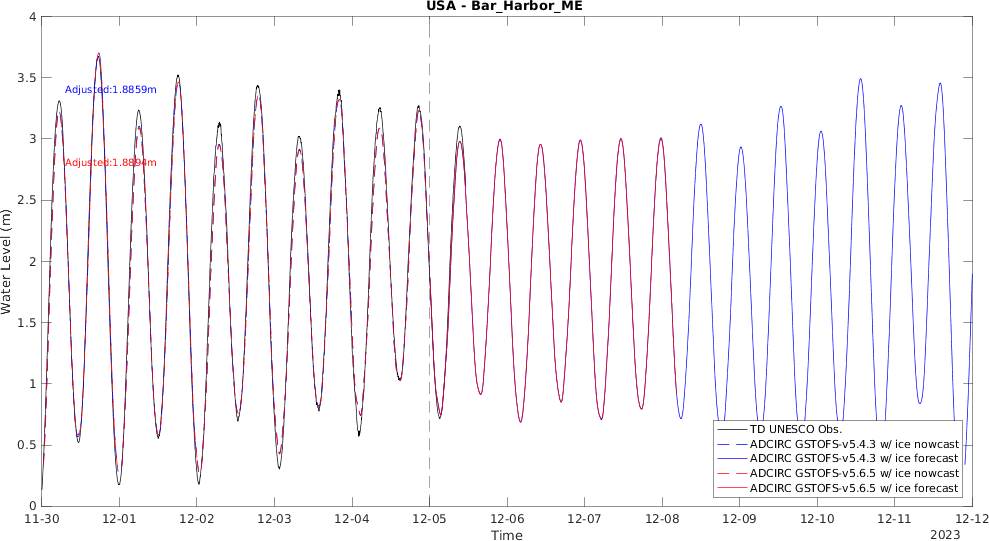 USA - Bar_Harbor_ME
4
3.5
3
2.5
2
1.5
1
0.5
0
Water Level (m)
Adjusted:1.8859m
Adjusted:1.8894m
TD UNESCO Obs.
ADCIRC GSTOFS-v5.4.3 w/ ice nowcast
ADCIRC GSTOFS-v5.4.3 w/ ice forecast
ADCIRC GSTOFS-v5.6.5 w/ ice nowcast
ADCIRC GSTOFS-v5.6.5 w/ ice forecast
11-30 12-01 12-02 12-03 12-04 12-05 12-06 12-07 12-08 12-09 12-10 12-11 12-12
Time
2023